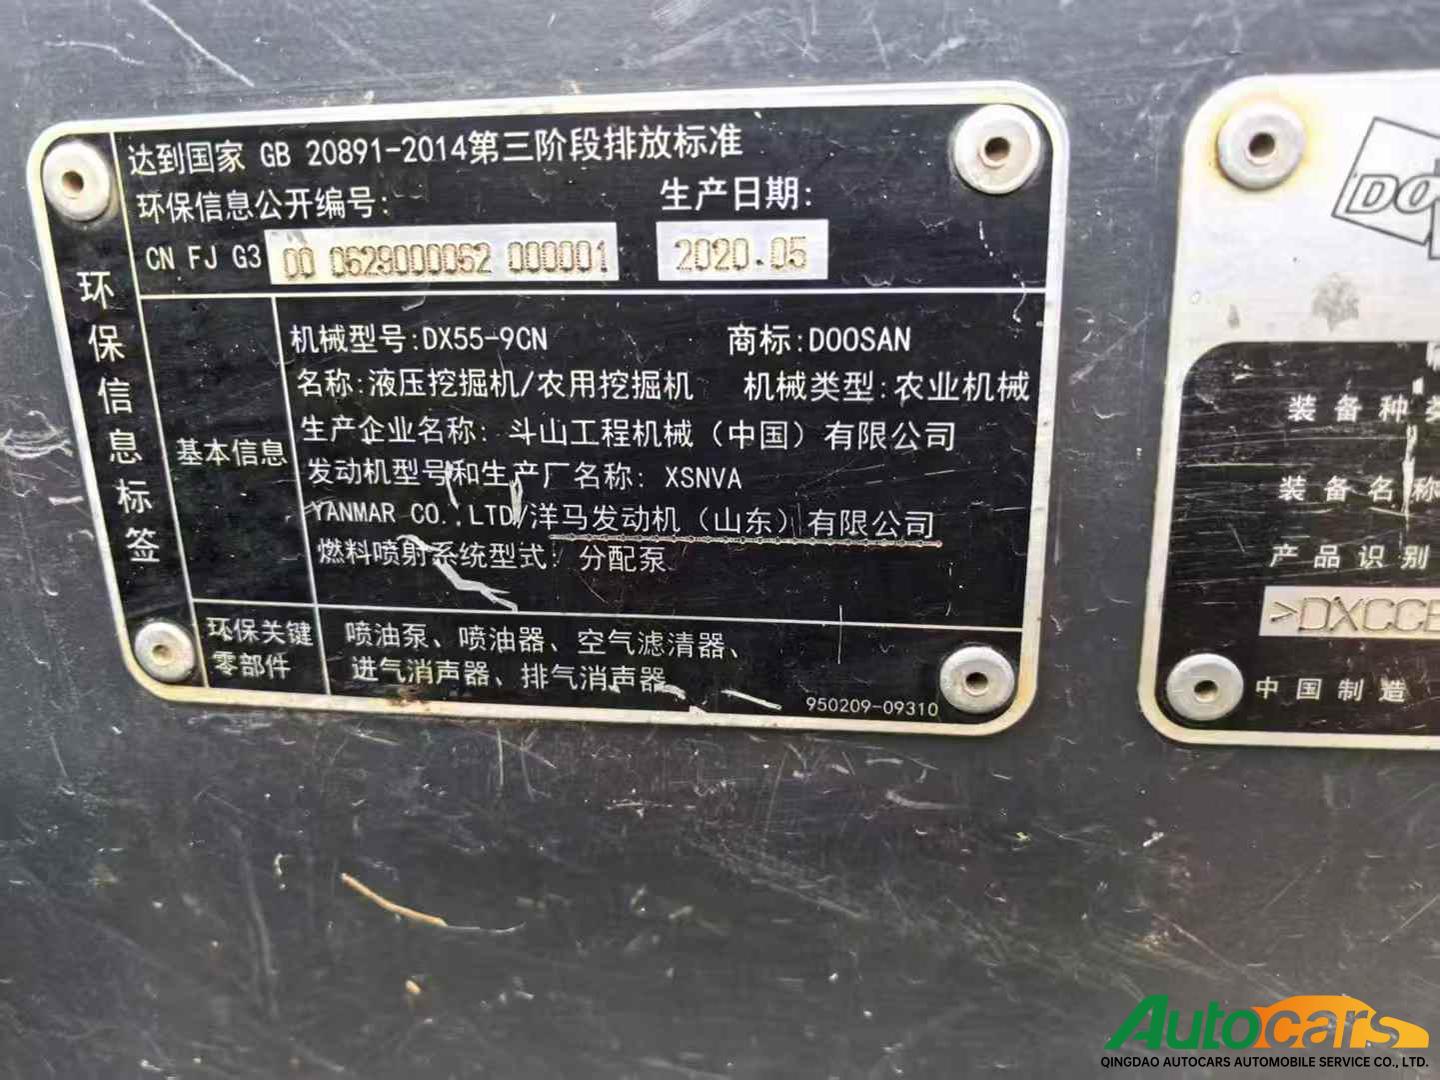 环保信息标签
达到国家 GB 20891-2014第三阶段排放标准
环保信息公开编号: 生产日期:
CN FJ G3 00 0629000062 000001 2020.05
基本信息
机械型号:DX55-9CN 商标:DOOSAN
名称:液压挖掘机/农用挖掘机 机械类型:农业机械
生产企业名称: 斗山工程机械（中国）有限公司
发动机型号和生产厂名称: XSNVA
YANMAR CO.,LTD/洋马发动机（山东）有限公司
燃料喷射系统型式: 分配泵
环保关键零部件
喷油泵、喷油器、空气滤清器、
进气消声器、排气消声器
950209-09310
DO
装备种类
装备名称
产品识别
>DXCCE
中国制造
Autocars
QINGDAO AUTOCARS AUTOMOBILE SERVICE CO., LTD.